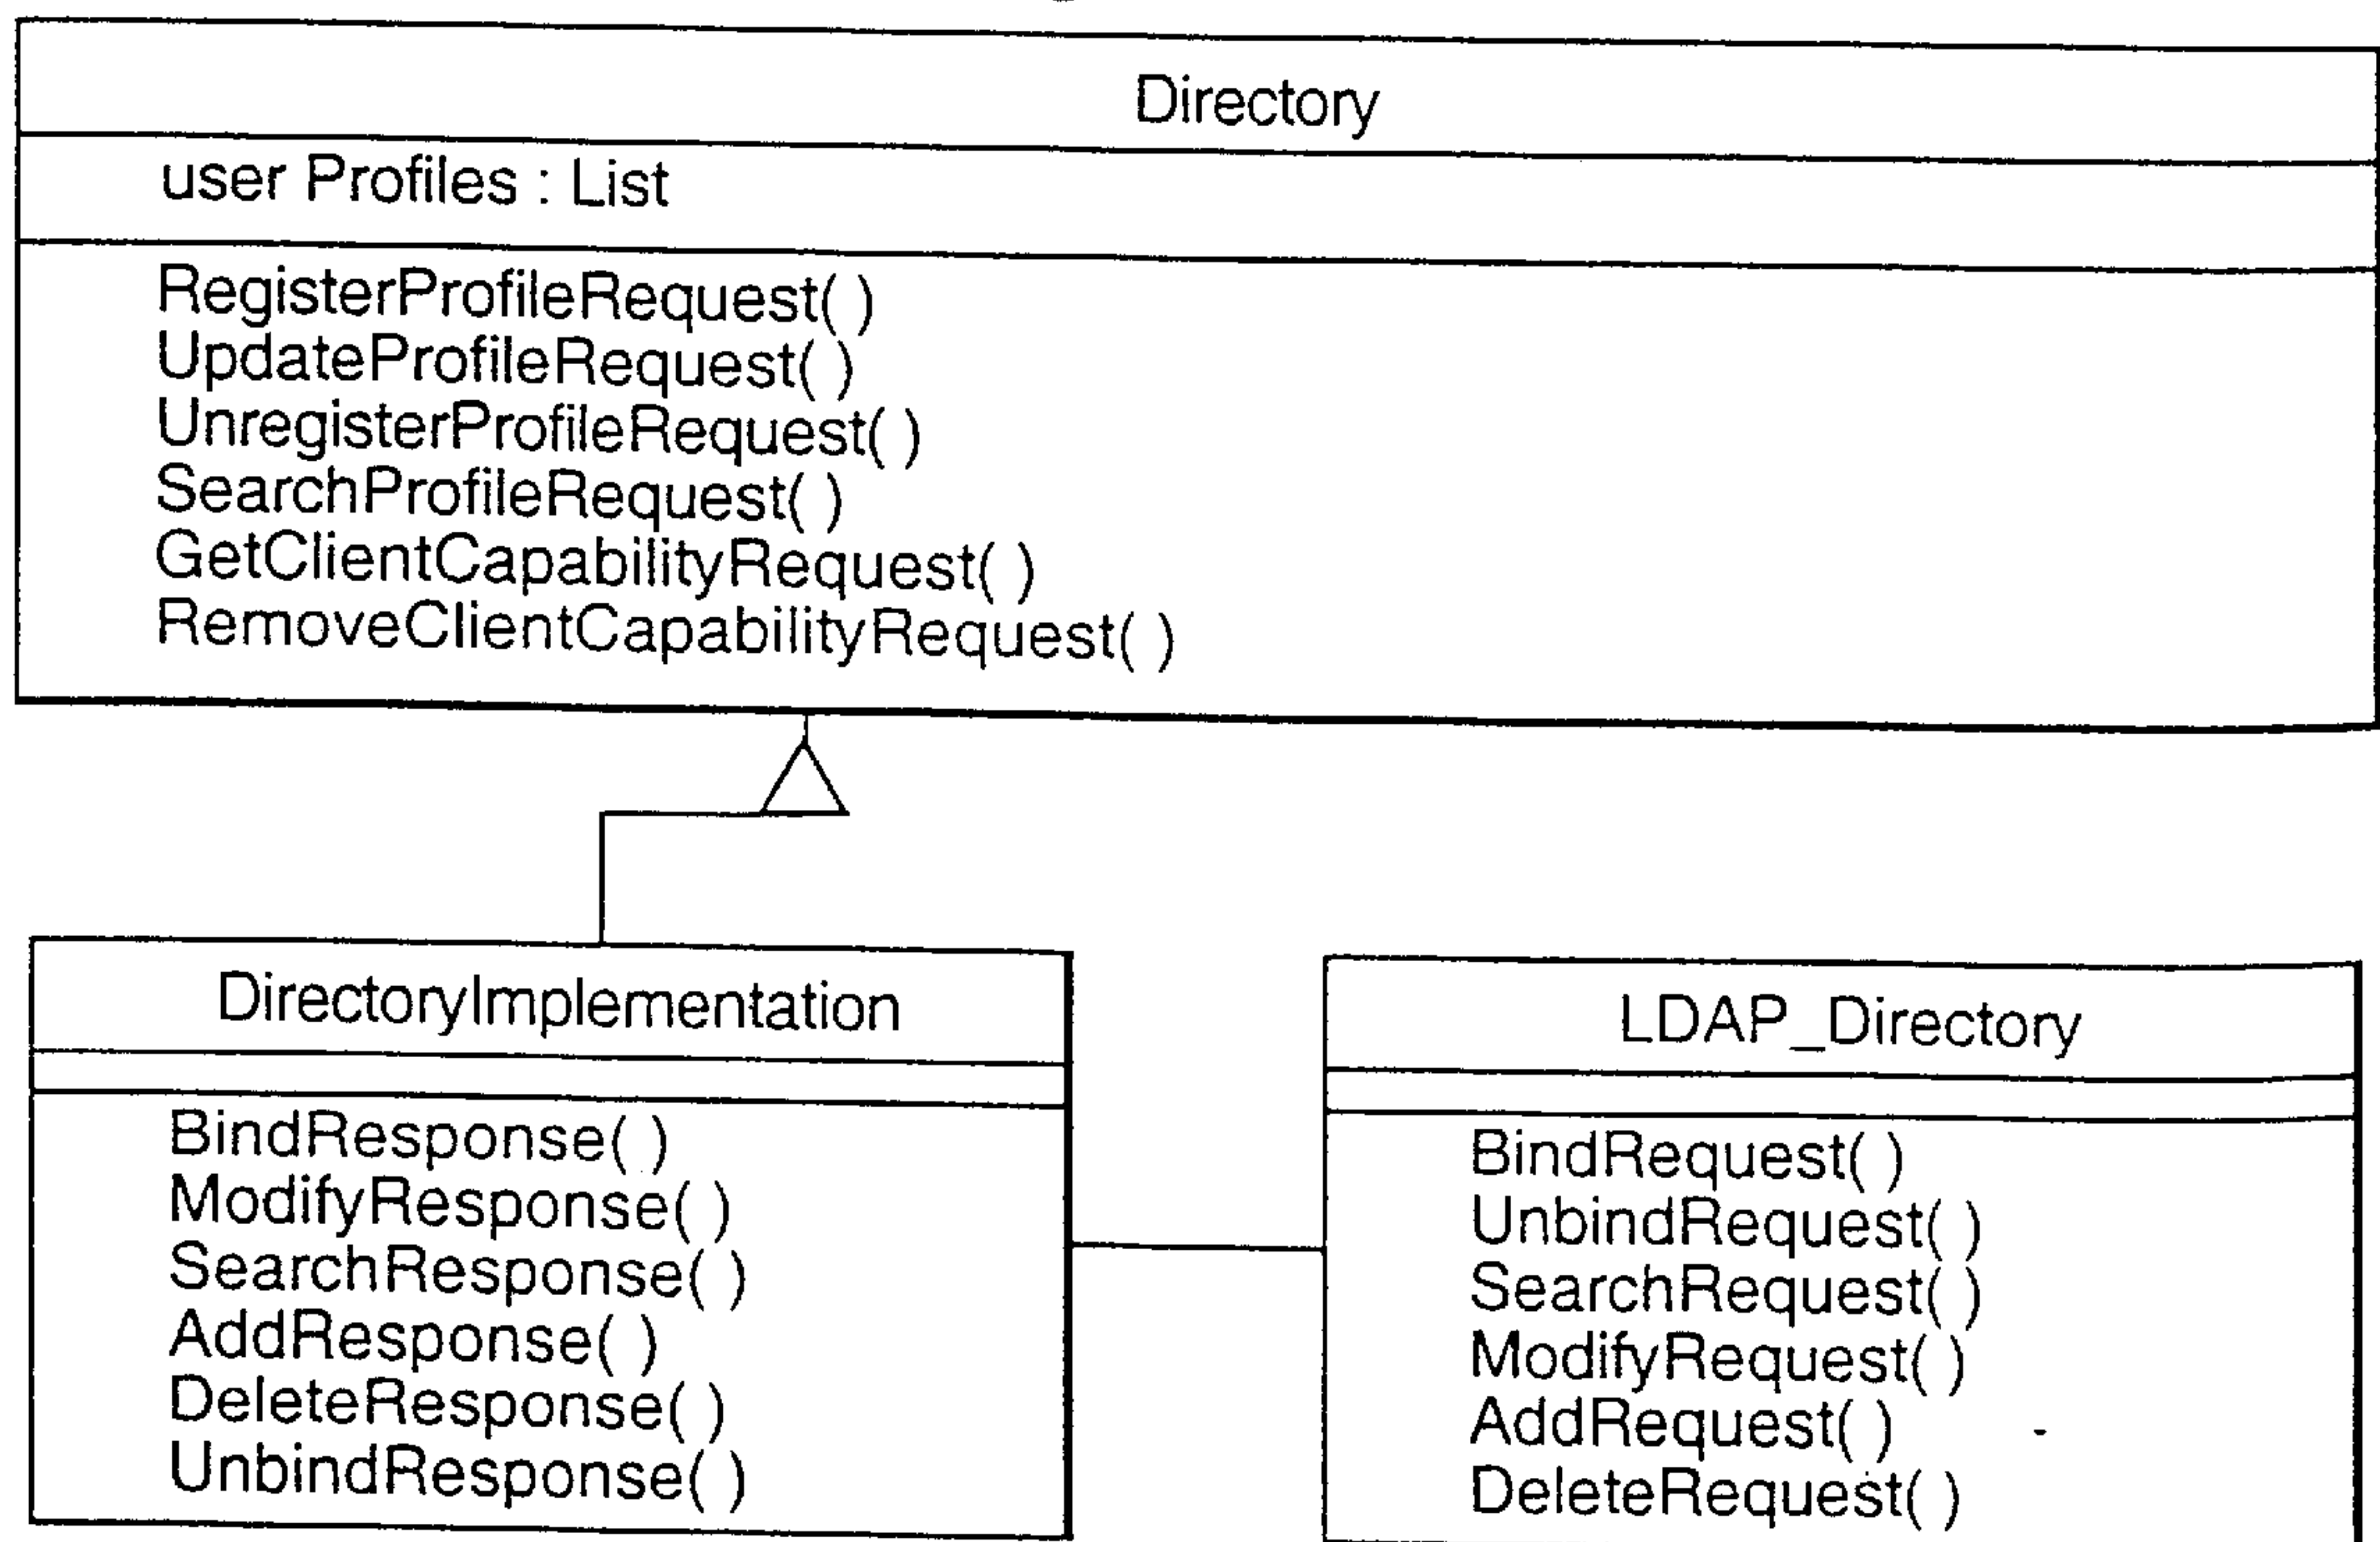 Directory
user Profiles : List
RegisterProfileRequest( )
UpdateProfileRequest( )
UnregisterProfileRequest( )
SearchProfileRequest( )
GetClientCapabilityRequest( )
RemoveClientCapabilityRequest( )
DirectoryImplementation
BindResponse( )
ModifyResponse( )
SearchResponse( )
AddResponse( )
DeleteResponse( )
UnbindResponse( )
LDAP_Directory
BindRequest( )
UnbindRequest( )
SearchRequest( )
ModifyRequest( )
AddRequest( )
DeleteRequest( )